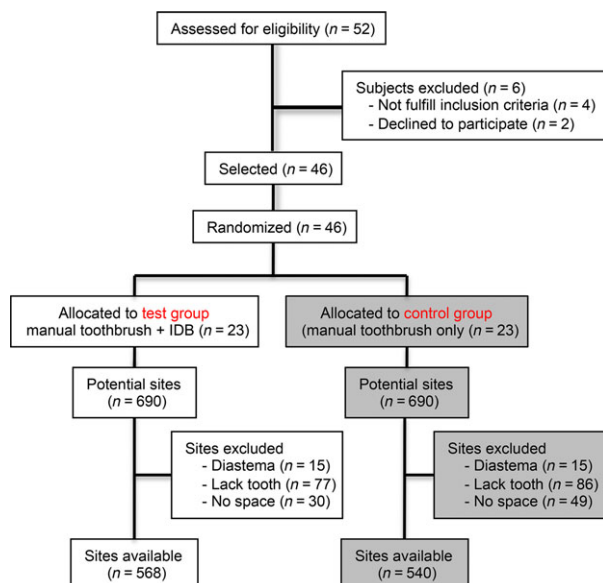 Assessed for eligibility (n = 52)
Subjects excluded (n = 6)
- Not fulfill inclusion criteria (n = 4)
- Declined to participate (n = 2)
Selected (n = 46)
Randomized (n = 46)
Allocated to test group
manual toothbrush + IDB (n = 23)
Allocated to control group
(manual toothbrush only (n = 23)
Potential sites
(n = 690)
Potential sites
(n = 690)
Sites excluded
- Diastema (n = 15)
- Lack tooth (n = 77)
- No space (n = 30)
Sites excluded
- Diastema (n = 15)
- Lack tooth (n = 86)
- No space (n = 49)
Sites available
(n = 568)
Sites available
(n = 540)